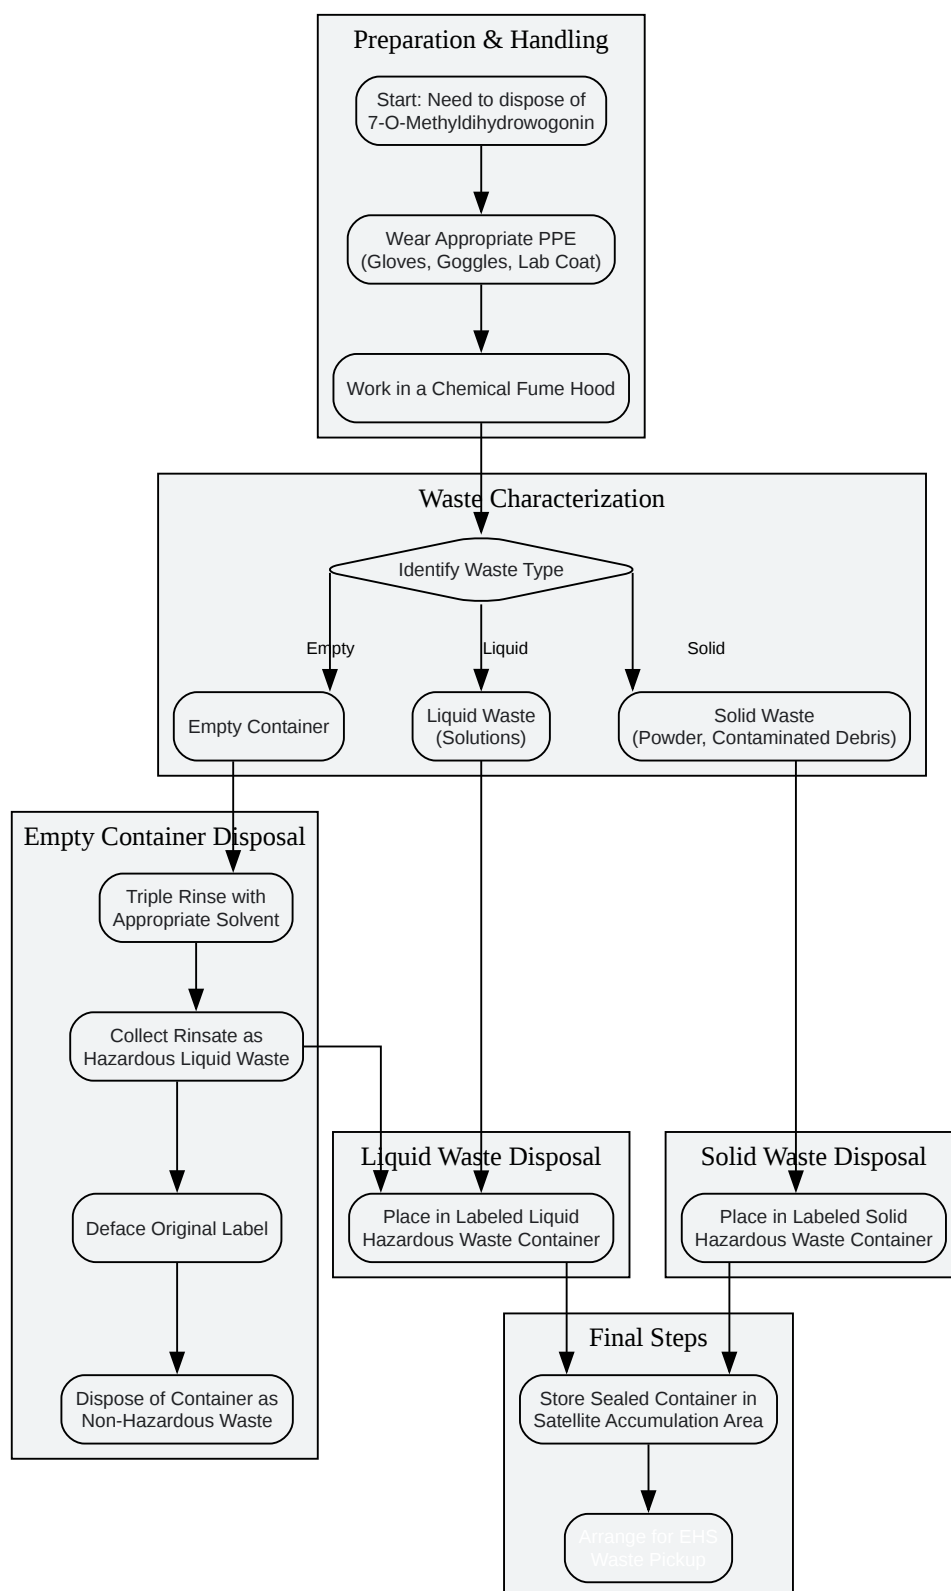 Preparation & Handling
Start: Need to dispose of
7-O-Methyldihydrowogonin
Wear Appropriate PPE
(Gloves, Goggles, Lab Coat)
Work in a Chemical Fume Hood
Waste Characterization
Identify Waste Type
Empty
Liquid
Solid
Empty Container
Liquid Waste
(Solutions)
Solid Waste
(Powder, Contaminated Debris)
Empty Container Disposal
Triple Rinse with
Appropriate Solvent
Collect Rinsate as
Hazardous Liquid Waste
Deface Original Label
Dispose of Container as
Non-Hazardous Waste
Liquid Waste Disposal
Place in Labeled Liquid
Hazardous Waste Container
Solid Waste Disposal
Place in Labeled Solid
Hazardous Waste Container
Final Steps
Store Sealed Container in
Satellite Accumulation Area
Arrange for EHS
Waste Pickup